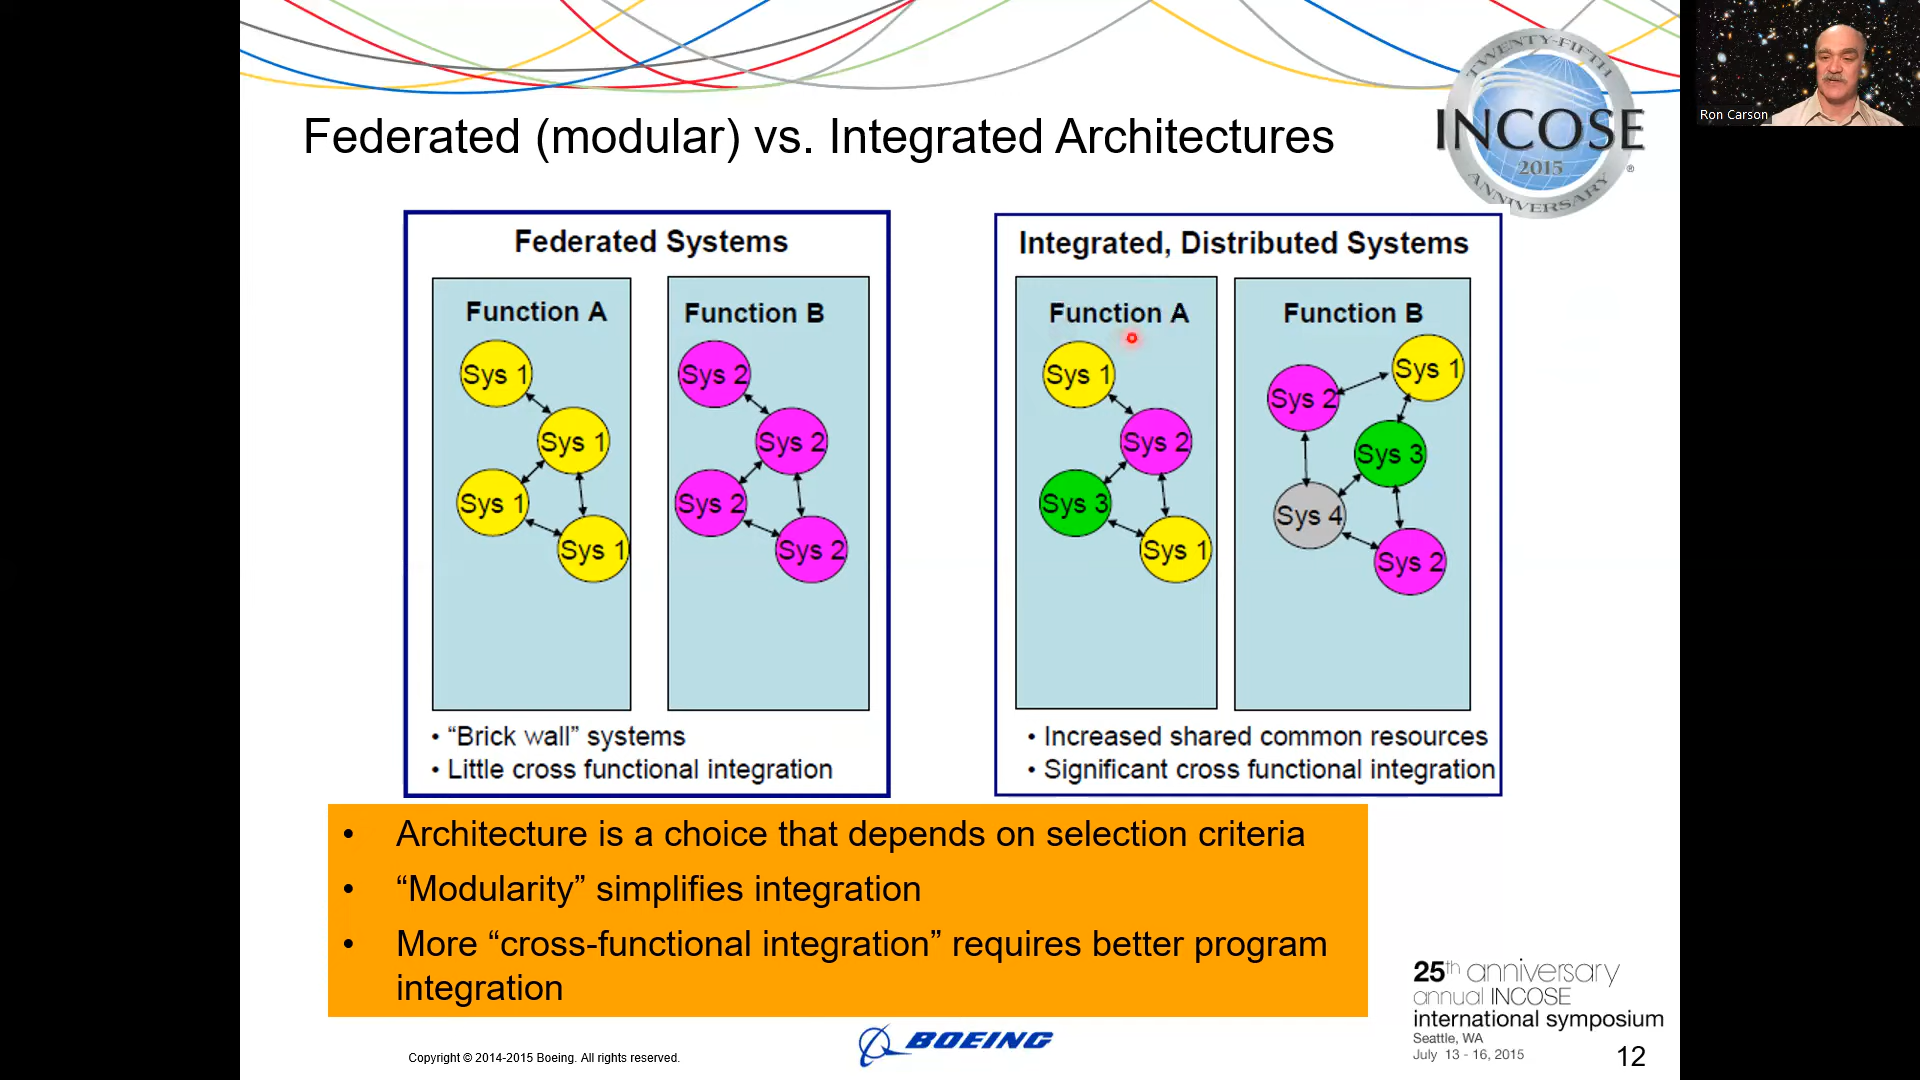 TWENTY-FIFTH
INCOSE
2015
®
ANNIVERSARY
Ron Carson
Federated (modular) vs. Integrated Architectures
Federated Systems
Function A
Sys 1
Sys 1
Sys 1
Sys 1
Function B
Sys 2
Sys 2
Sys 2
Sys 2
• “Brick wall” systems
• Little cross functional integration
Integrated, Distributed Systems
Function A
Sys 1
Sys 2
Sys 3
Sys 1
Function B
Sys 1
Sys 2
Sys 3
Sys 4
Sys 2
• Increased shared common resources
• Significant cross functional integration
• Architecture is a choice that depends on selection criteria
• “Modularity” simplifies integration
• More “cross-functional integration” requires better program
integration
25th anniversary
annual INCOSE
international symposium
Seattle, WA
July 13 - 16, 2015
Copyright © 2014-2015 Boeing. All rights reserved.
BOEING
12